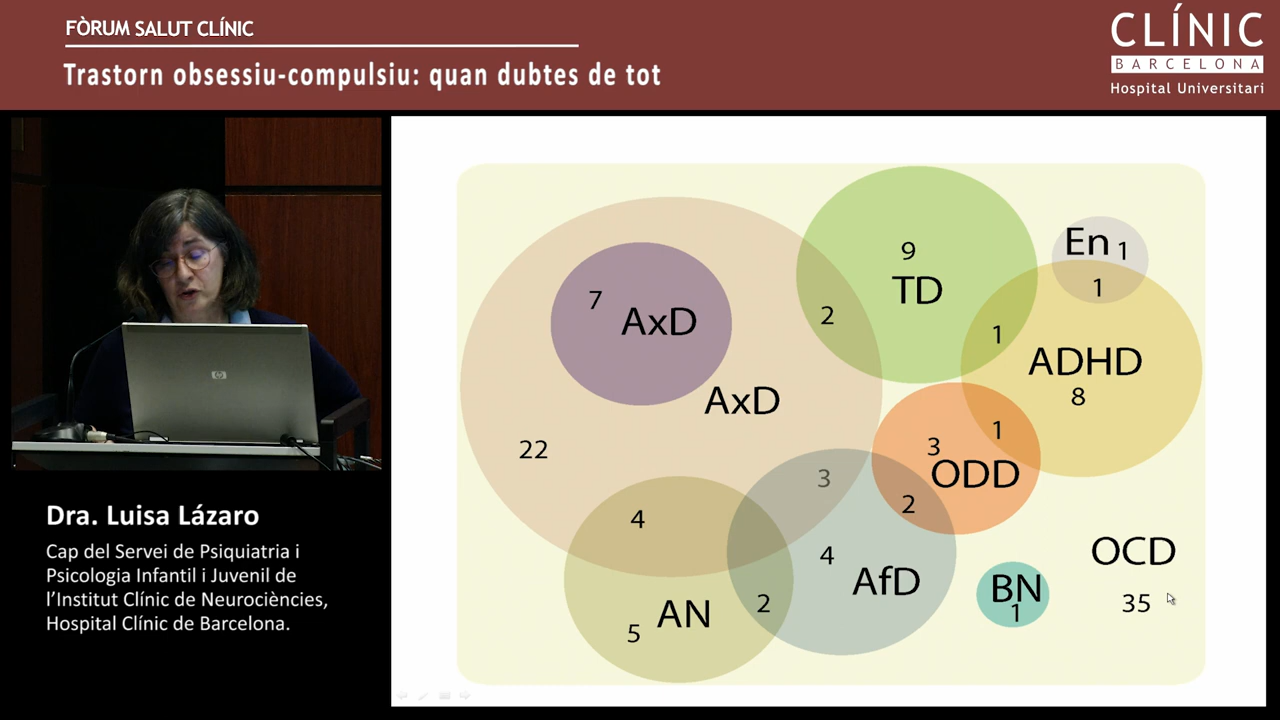 FÒRUM SALUT CLÍNIC
Trastorn obsessiu-compulsiu: quan dubtes de tot
CLÍNIC
BARCELONA
Hospital Universitari
hp
Dra. Luisa Lázaro
Cap del Servei de Psiquiatria i
Psicologia Infantil i Juvenil de
l’Institut Clínic de Neurociències,
Hospital Clínic de Barcelona.
9
TD
En 1
1
7
AxD
2
1
ADHD
8
AxD
22
3
1
3
ODD
2
4
4
AfD
OCD
35
BN
1
2
AN
5